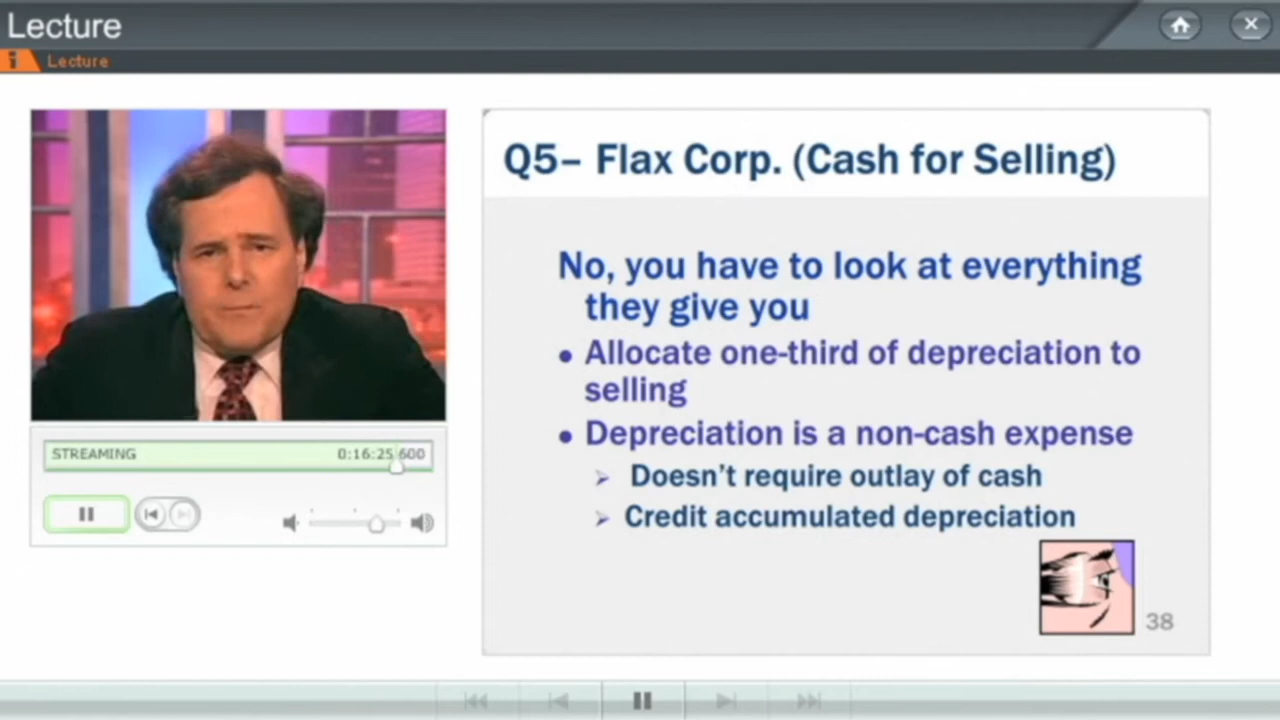 Lecture
i Lecture
Q5– Flax Corp. (Cash for Selling)
No, you have to look at everything
they give you
• Allocate one-third of depreciation to
selling
• Depreciation is a non-cash expense
➢ Doesn't require outlay of cash
➢ Credit accumulated depreciation
38
STREAMING 0:16:25.600